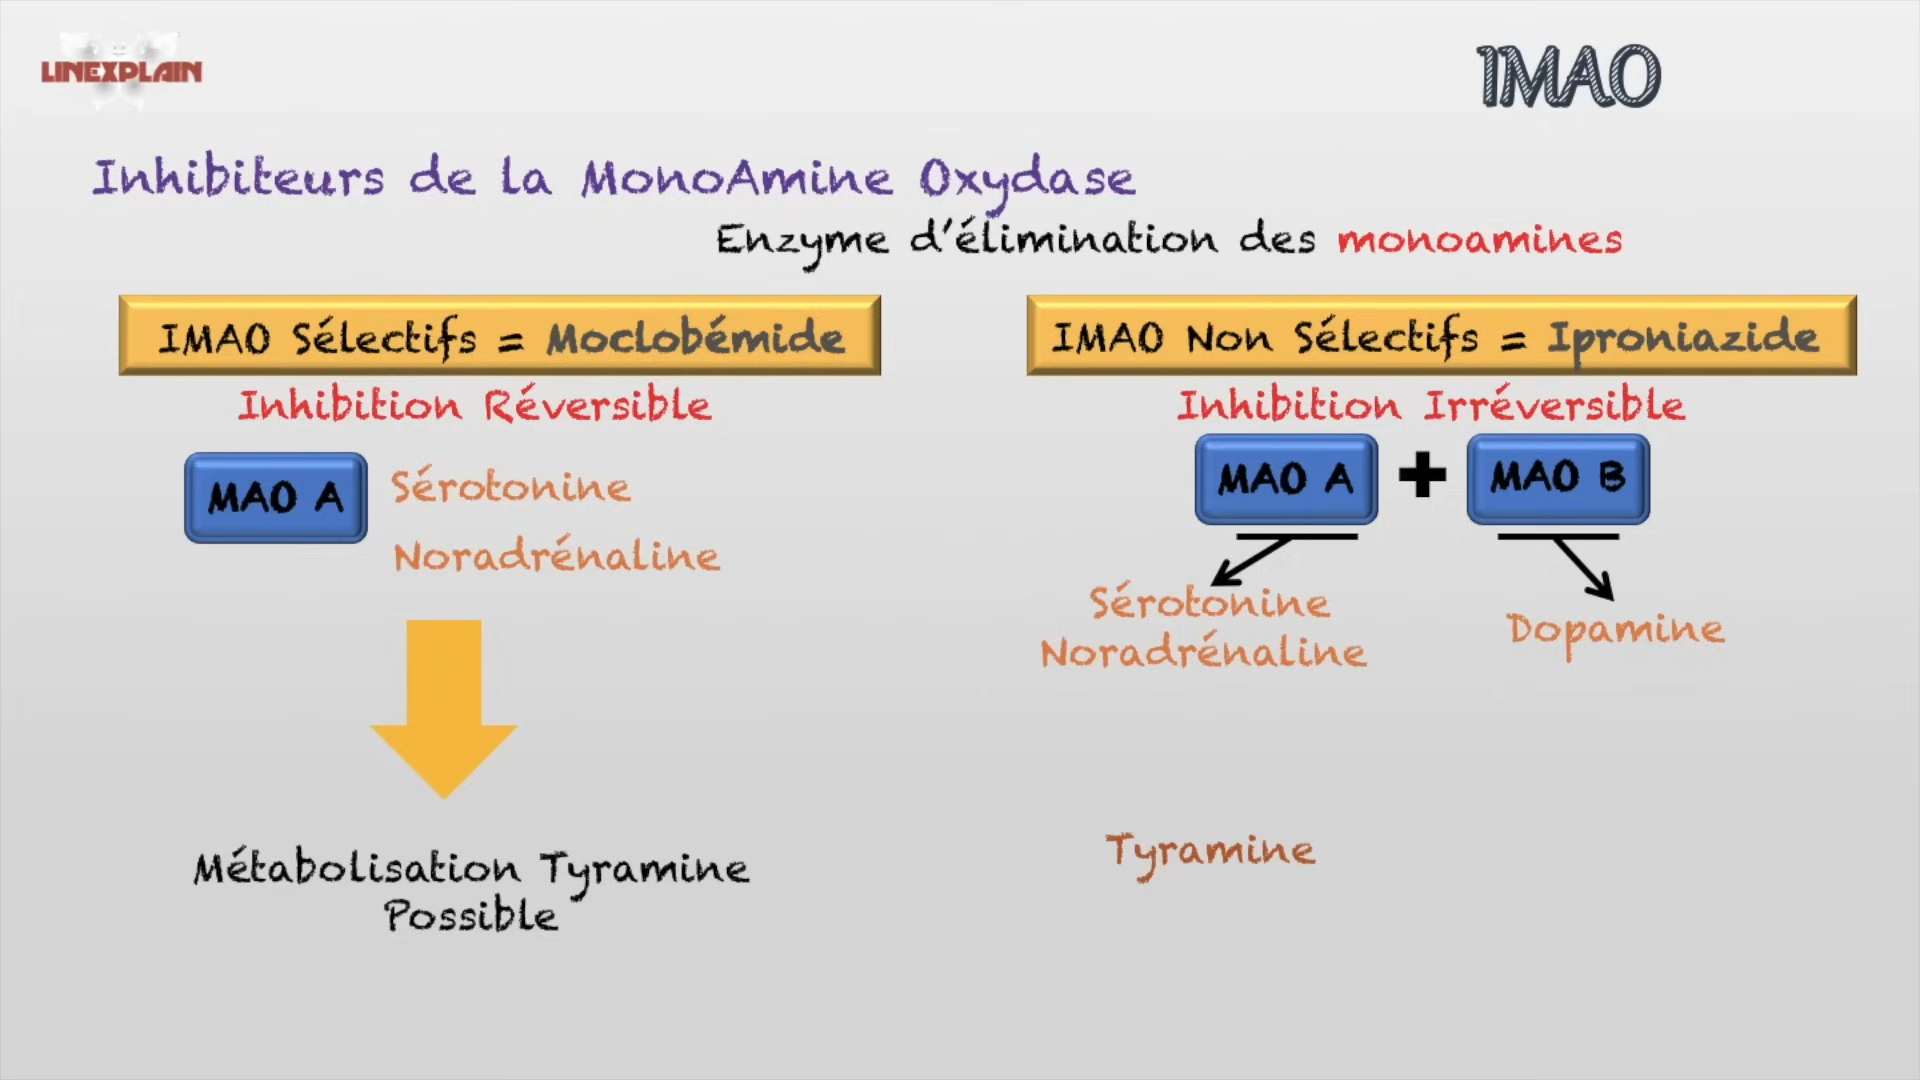 LINEXPLAIN
IMAO
Inhibiteurs de la MonoAmine Oxydase
Enzyme d'élimination des monoamines
IMAO Sélectifs = Moclobémide
Inhibition Réversible
MAO A
Sérotonine
Noradrénaline
Métabolisation Tyramine
Possible
IMAO Non Sélectifs = Iproniazide
Inhibition Irréversible
MAO A + MAO B
Sérotonine
Noradrénaline
Dopamine
Tyramine